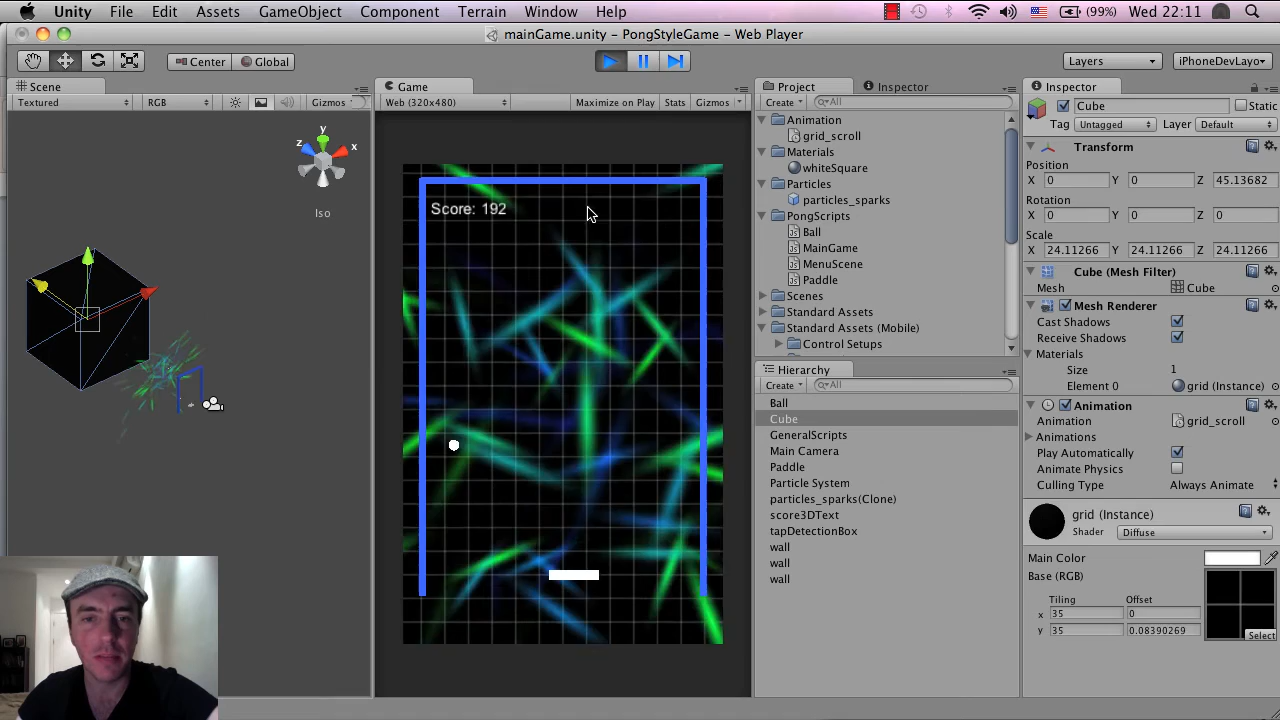 Unity File Edit Assets GameObject Component Terrain Window Help (99%) Wed 22:11
mainGame.unity - PongStyleGame - Web Player
Center Global Layers iPhoneDevLayo
Scene
Textured RGB Gizmos
y
z
x
Iso
Game
Web (320x480) Maximize on Play Stats Gizmos
Score: 192
Project Inspector
Create All
Animation
grid_scroll
Materials
whiteSquare
Particles
particles_sparks
PongScripts
Ball
MainGame
MenuScene
Paddle
Scenes
Standard Assets
Standard Assets (Mobile)
Control Setups
Hierarchy
Create All
Ball
Cube
GeneralScripts
Main Camera
Paddle
Particle System
particles_sparks(Clone)
score3DText
tapDetectionBox
wall
wall
wall
Inspector
Cube Static
Tag Untagged Layer Default
Transform
Position
X 0 Y 0 Z 45.13682
Rotation
X 0 Y 0 Z 0
Scale
X 24.11266 Y 24.11266 Z 24.11266
Cube (Mesh Filter)
Mesh Cube
Mesh Renderer
Cast Shadows
Receive Shadows
Materials
Size 1
Element 0 grid (Instance)
Animation
Animation grid_scroll
Animations
Play Automatically
Animate Physics
Culling Type Always Animate
grid (Instance)
Shader Diffuse
Main Color
Base (RGB)
Tiling Offset
x 35 0
y 35 0.08390269
Select